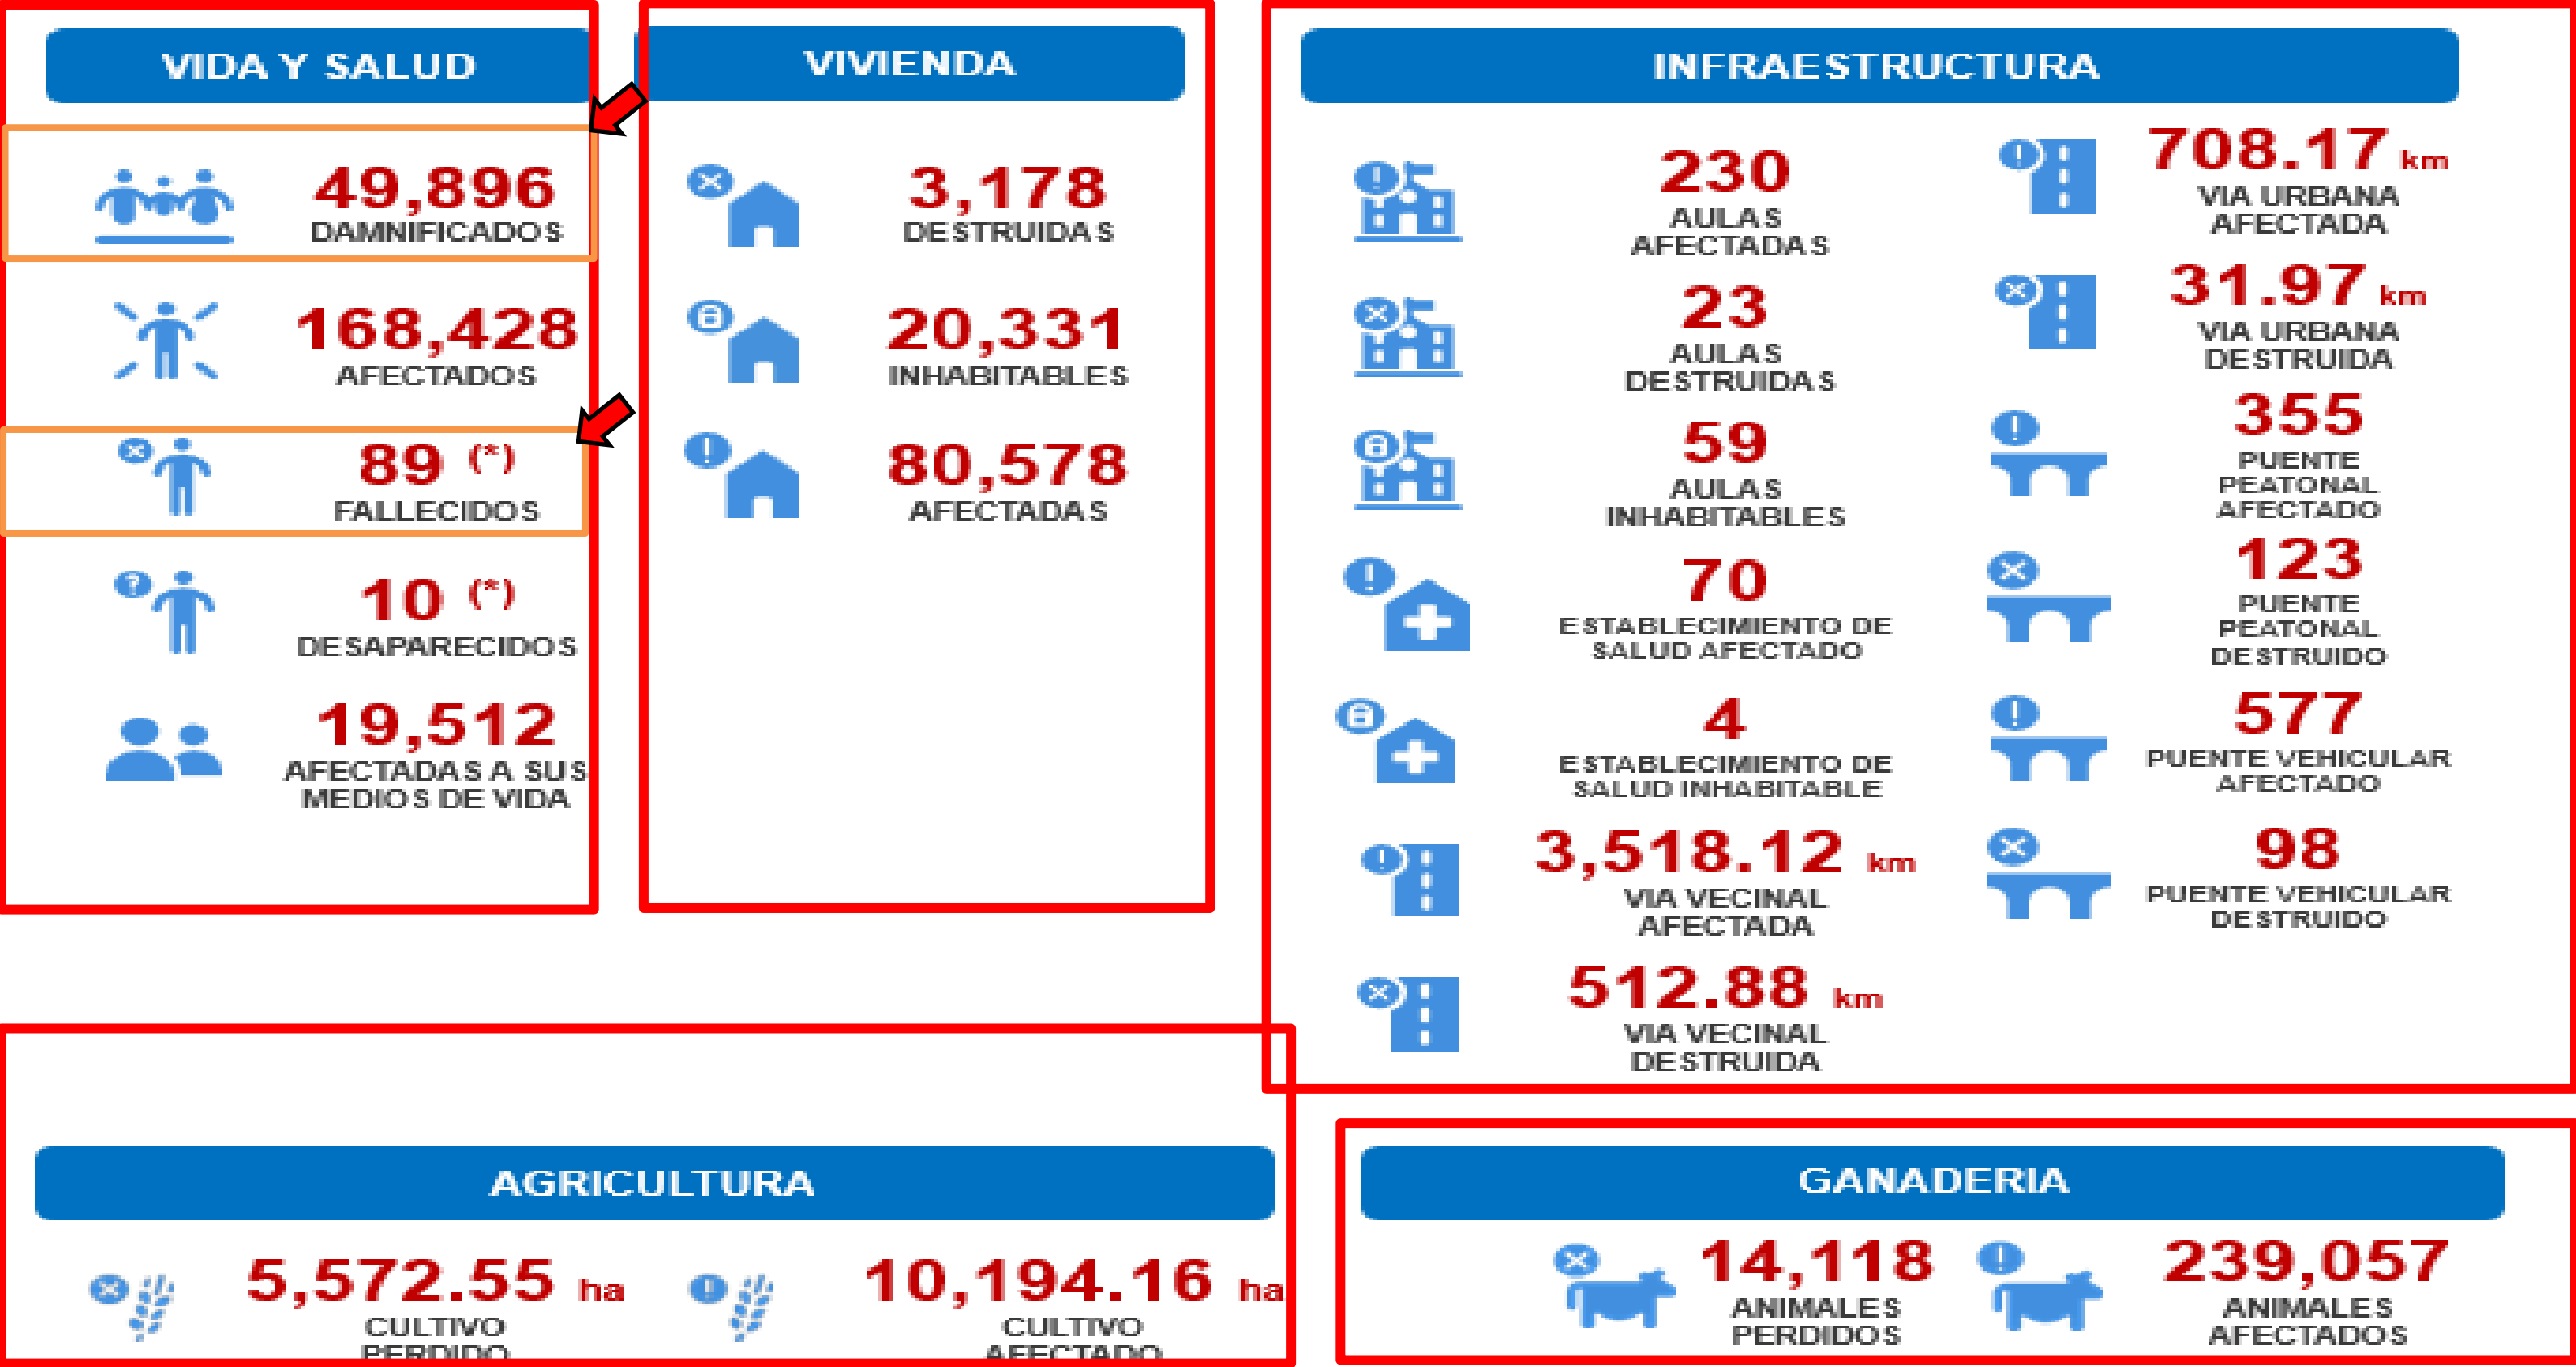 VIDA Y SALUD
49,896
DAMNIFICADOS
168,428
AFECTADOS
89 (*)
FALLECIDOS
10 (*)
DESAPARECIDOS
19,512
AFECTADAS A SUS
MEDIOS DE VIDA
VIVIENDA
3,178
DESTRUIDAS
20,331
INHABITABLES
80,578
AFECTADAS
INFRAESTRUCTURA
230
AULAS
AFECTADAS
23
AULAS
DESTRUIDAS
59
AULAS
INHABITABLES
70
ESTABLECIMIENTO DE
SALUD AFECTADO
4
ESTABLECIMIENTO DE
SALUD INHABITABLE
3,518.12 km
VIA VECINAL
AFECTADA
512.88 km
VIA VECINAL
DESTRUIDA
708.17 km
VIA URBANA
AFECTADA
31.97 km
VIA URBANA
DESTRUIDA
355
PUENTE
PEATONAL
AFECTADO
123
PUENTE
PEATONAL
DESTRUIDO
577
PUENTE VEHICULAR
AFECTADO
98
PUENTE VEHICULAR
DESTRUIDO
AGRICULTURA
5,572.55 ha
CULTIVO
PERDIDO
10,194.16 ha
CULTIVO
AFECTADO
GANADERIA
14,118
ANIMALES
PERDIDOS
239,057
ANIMALES
AFECTADOS